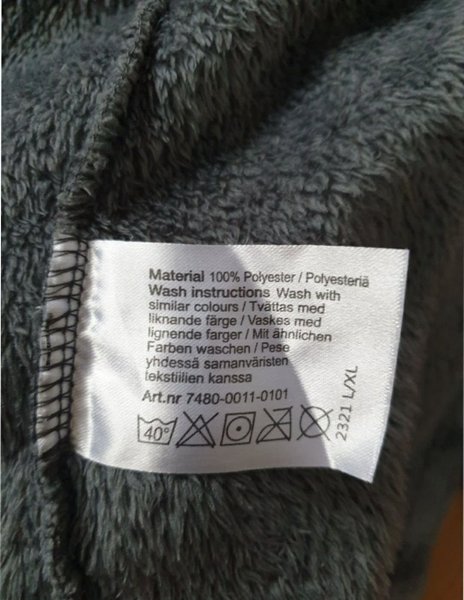 Material 100% Polyester / Polyesteriä
Wash instructions Wash with
similar colours / Tvättas med
liknande färge / Vaskes med
lignende farger / Mit ähnlichen
Farben waschen / Pese
yhdessä samanväristen
tekstiilien kanssa
Art.nr 7480-0011-0101
40°
2321 L/XL